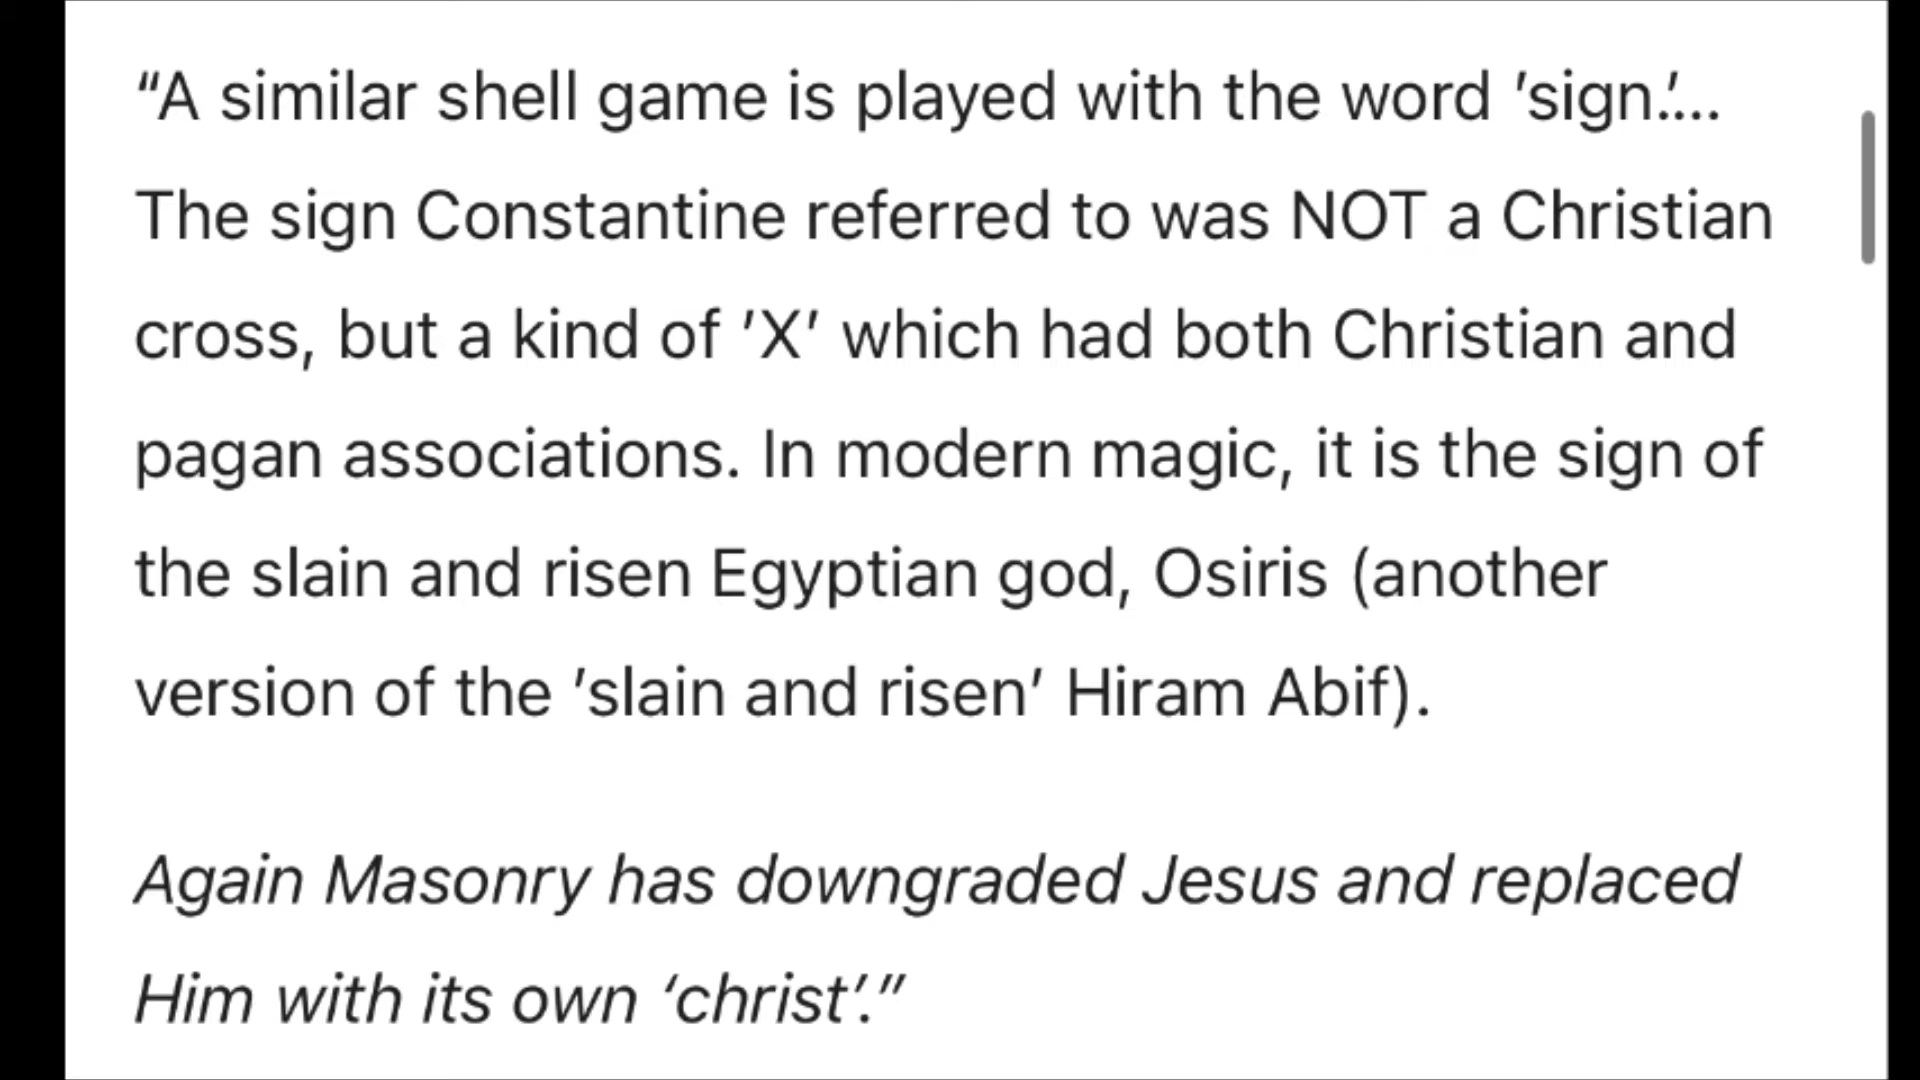 “A similar shell game is played with the word ’sign.’...
The sign Constantine referred to was NOT a Christian
cross, but a kind of ’X’ which had both Christian and
pagan associations. In modern magic, it is the sign of
the slain and risen Egyptian god, Osiris (another
version of the ’slain and risen’ Hiram Abif).
Again Masonry has downgraded Jesus and replaced
Him with its own ‘christ’.”